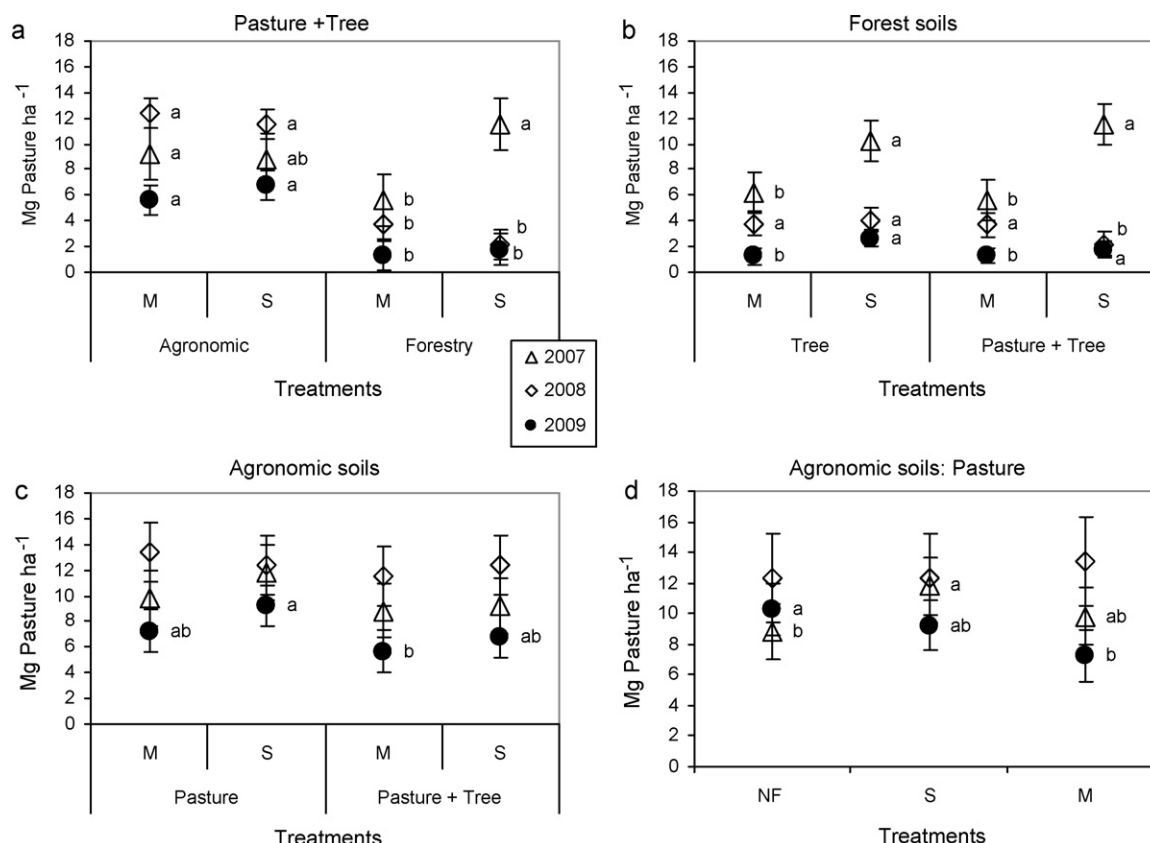 a
Pasture +Tree
Mg Pasture ha⁻¹
18
16
14
12
10
8
6
4
2
0
a
a
a
a
ab
a
b
b
b
a
b
b
M
S
M
S
Agronomic
Forestry
Treatments
b
Forest soils
Mg Pasture ha⁻¹
18
16
14
12
10
8
6
4
2
0
b
a
b
a
a
a
b
a
b
a
b
a
M
S
M
S
Tree
Pasture + Tree
Treatments
2007
2008
2009
c
Agronomic soils
Mg Pasture ha⁻¹
18
16
14
12
10
8
6
4
2
0
ab
a
b
ab
M
S
M
S
Pasture
Pasture + Tree
Treatments
d
Agronomic soils: Pasture
Mg Pasture ha⁻¹
18
16
14
12
10
8
6
4
2
0
a
b
a
ab
ab
b
NF
S
M
Treatments